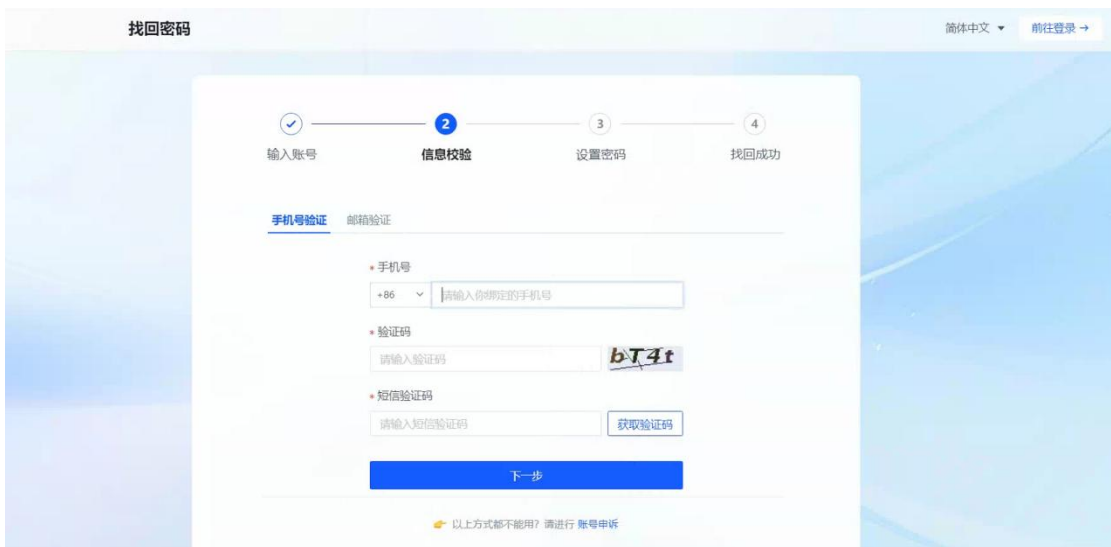 找回密码
简体中文
前往登录 →
2
3
4
输入账号
信息校验
设置密码
找回成功
手机号验证
邮箱验证
* 手机号
+86
请输入你绑定的手机号
* 验证码
请输入验证码
bT4t
* 短信验证码
请输入短信验证码
获取验证码
下一步
👉 以上方式都不能用？请进行 账号申诉